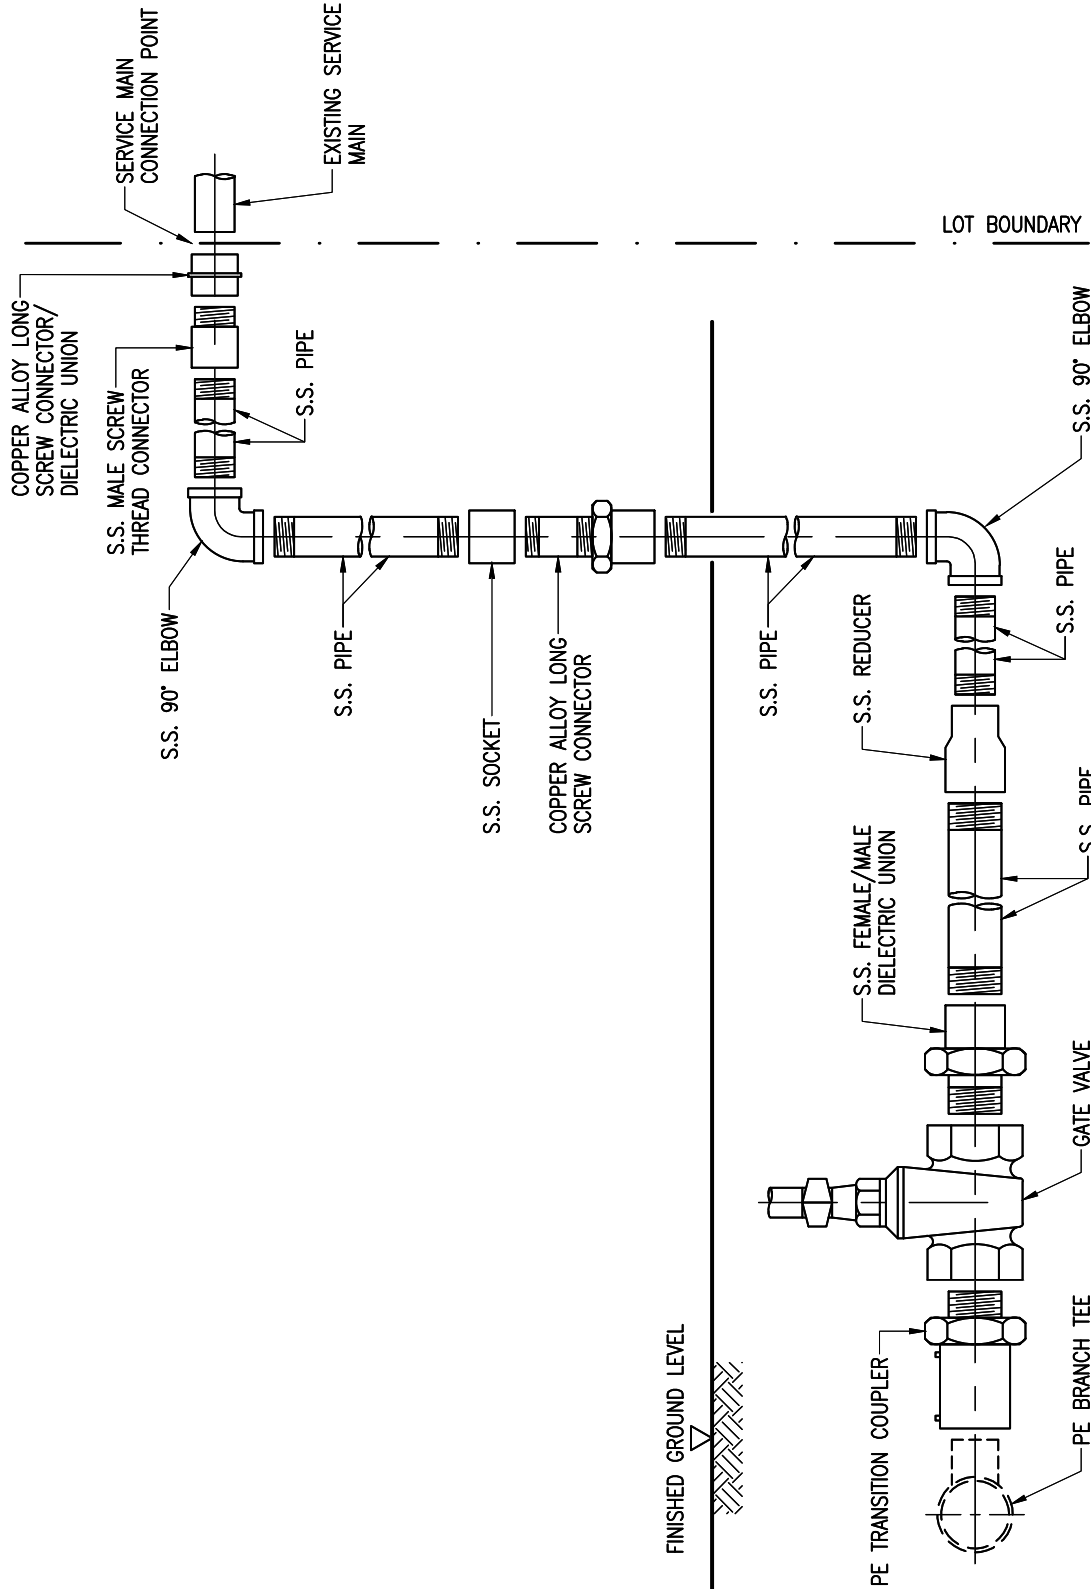 SERVICE MAIN
CONNECTION POINT
EXISTING SERVICE
MAIN
LOT BOUNDARY
COPPER ALLOY LONG
SCREW CONNECTOR/
DIELECTRIC UNION
S.S. MALE SCREW
THREAD CONNECTOR
S.S. PIPE
S.S. 90° ELBOW
S.S. 90° ELBOW
S.S. PIPE
S.S. SOCKET
COPPER ALLOY LONG
SCREW CONNECTOR
S.S. PIPE
S.S. REDUCER
S.S. PIPE
S.S. PIPE
S.S. FEMALE/MALE
DIELECTRIC UNION
GATE VALVE
FINISHED GROUND LEVEL
PE TRANSITION COUPLER
PE BRANCH TEE